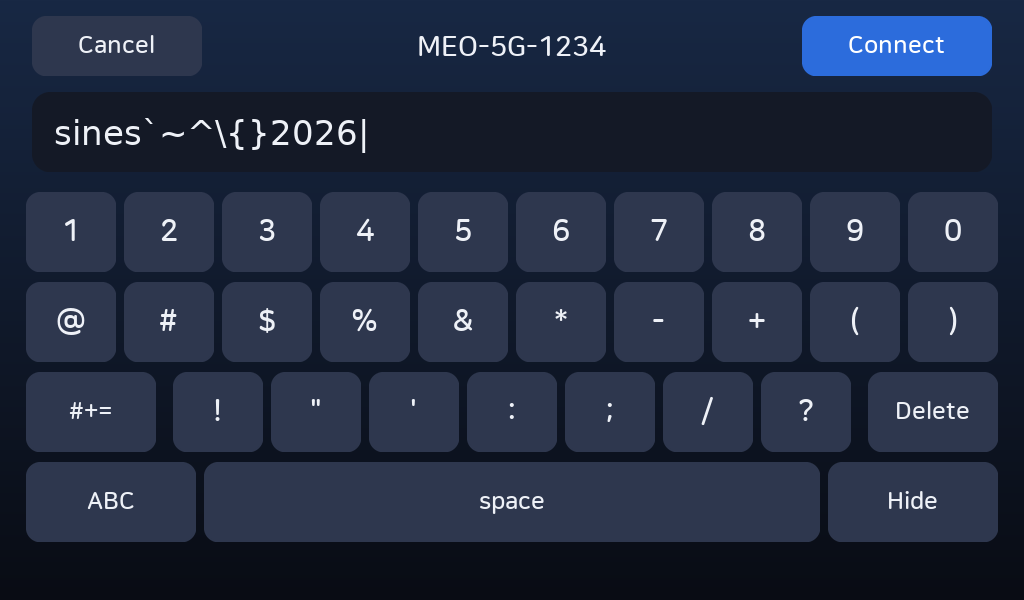 Cancel MEO-5G-1234 Connect
sines`~^\{}2026|
1 2 3 4 5 6 7 8 9 0
@ # $ % & * - + ( )
#+= ! " ' : ; / ? Delete
ABC space Hide